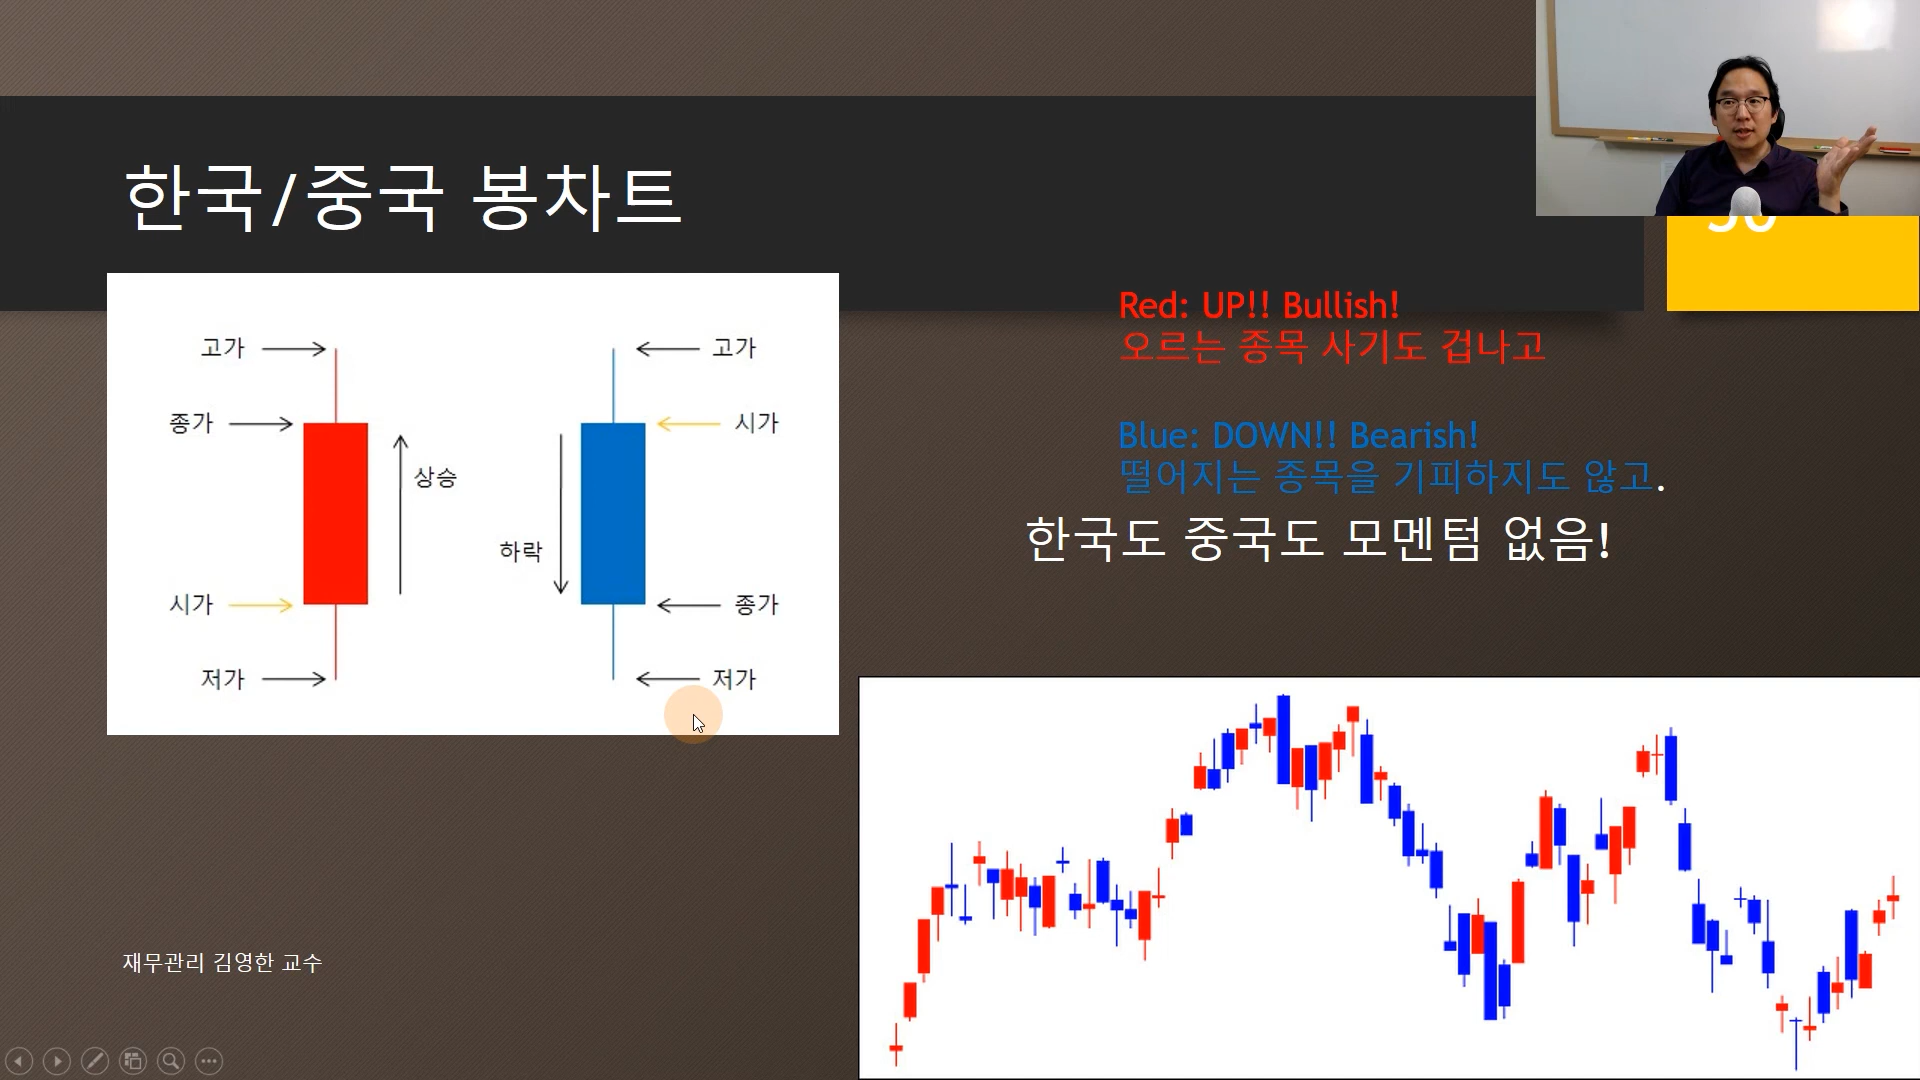 한국/중국 봉차트
고가
고가
종가
시가
상승
하락
시가
종가
저가
저가
Red: UP!! Bullish!
오르는 종목 사기도 겁나고
Blue: DOWN!! Bearish!
떨어지는 종목을 기피하지도 않고.
한국도 중국도 모멘텀 없음!
재무관리 김영한 교수